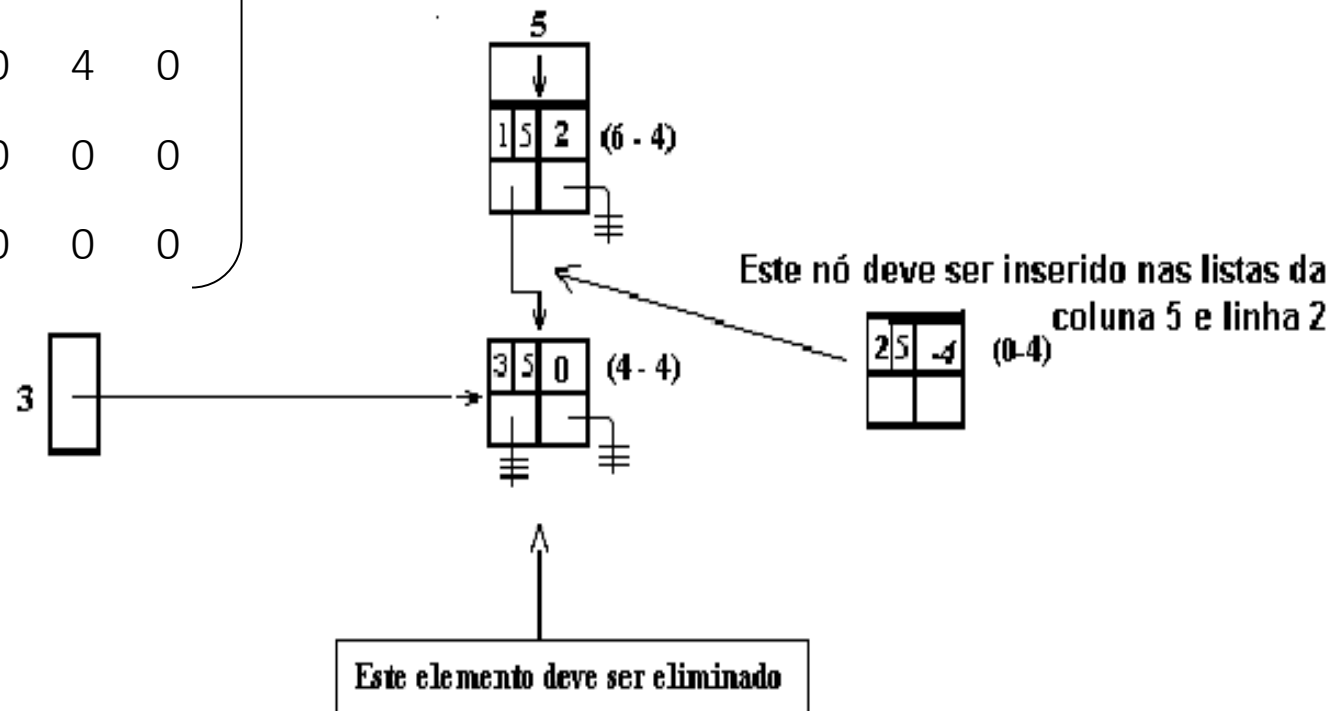 0 4 0
0 0 0
0 0 0
5
1 5 2 (6 - 4)
Este nó deve ser inserido nas listas da
coluna 5 e linha 2
2 5 -4 (0-4)
3 5 0 (4 - 4)
3
Este elemento deve ser eliminado